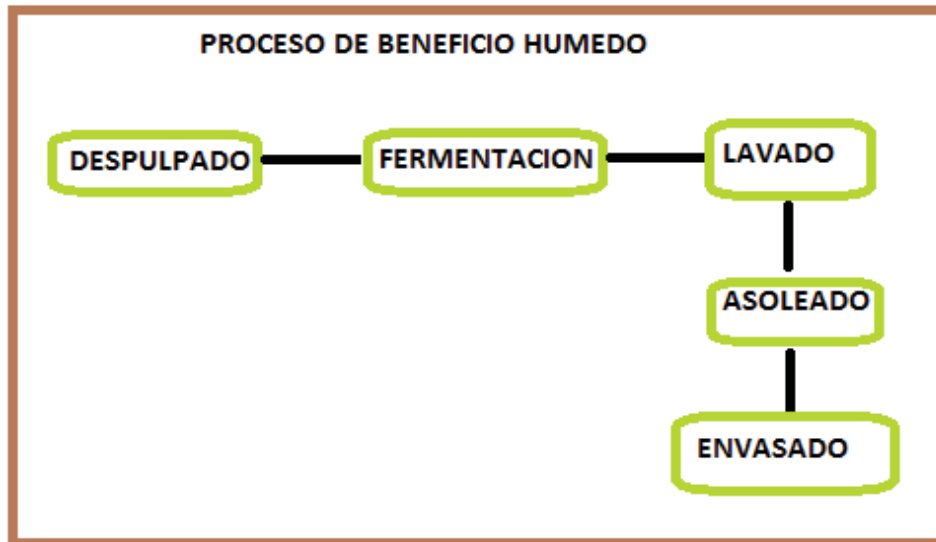 PROCESO DE BENEFICIO HUMEDO
DESPULPADO
FERMENTACION
LAVADO
ASOLEADO
ENVASADO